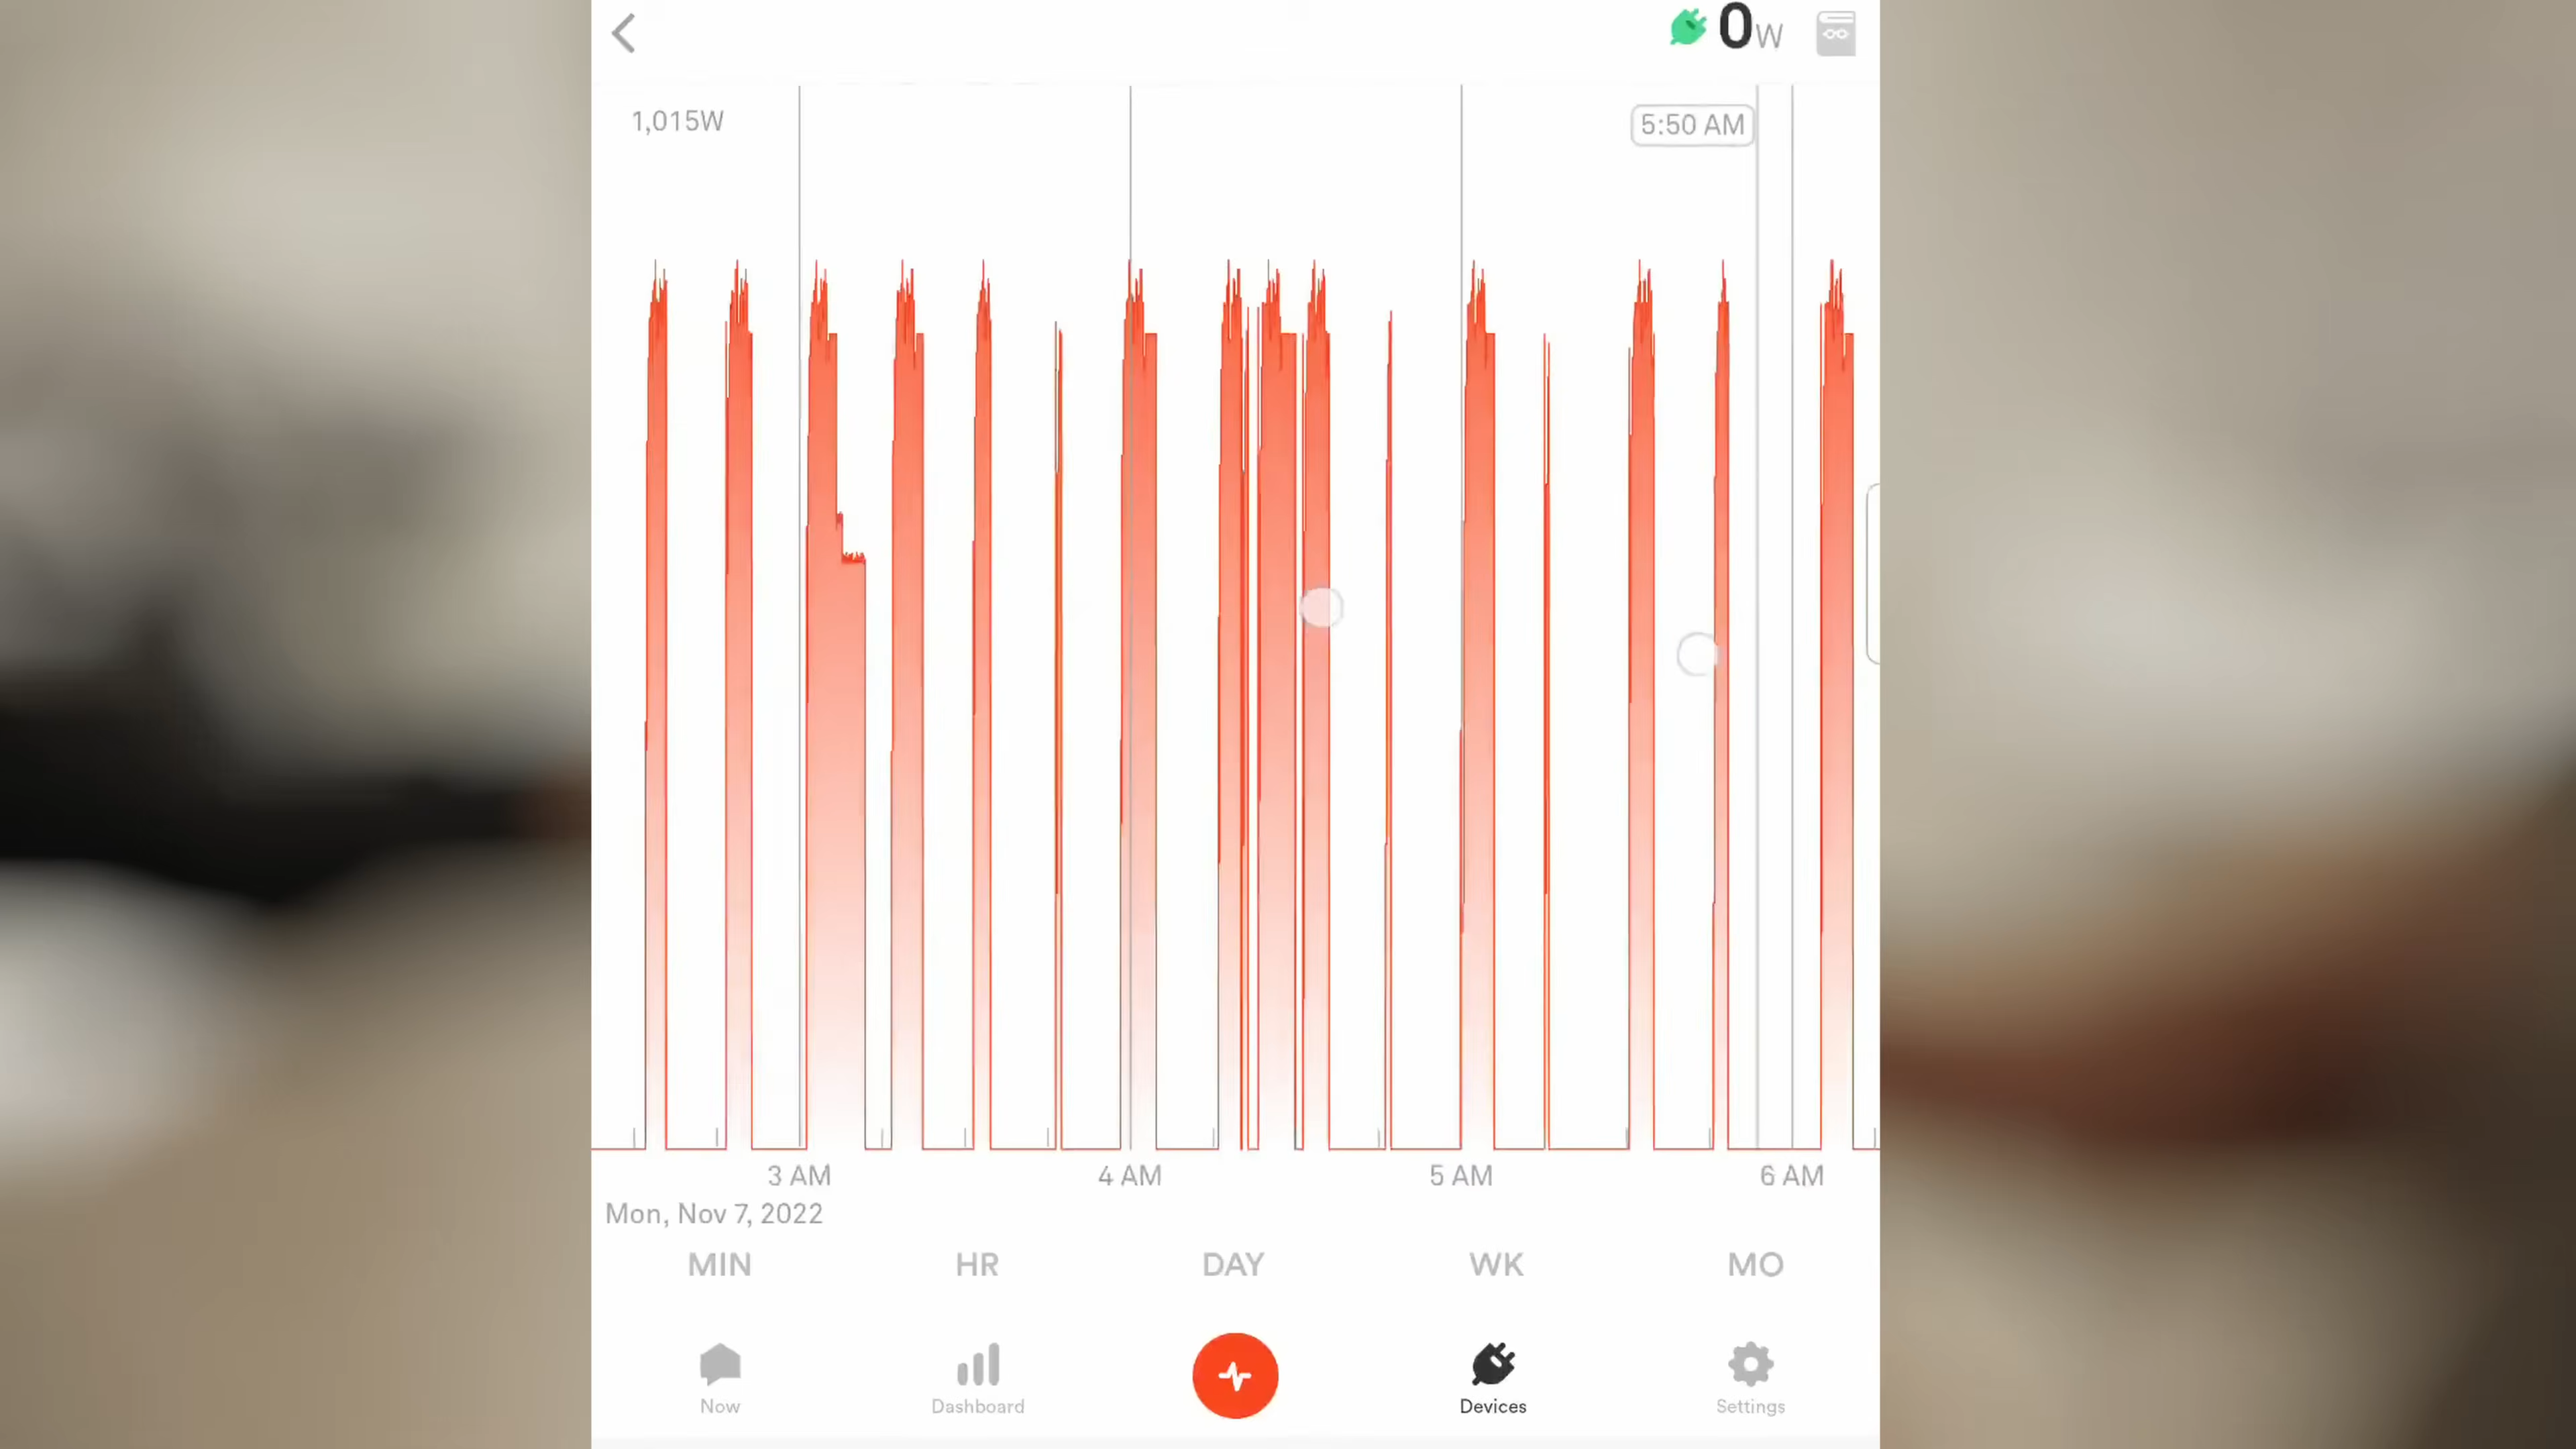 0W
1,015W
5:50 AM
3 AM 4 AM 5 AM 6 AM
Mon, Nov 7, 2022
MIN HR DAY WK MO
Now Dashboard Devices Settings